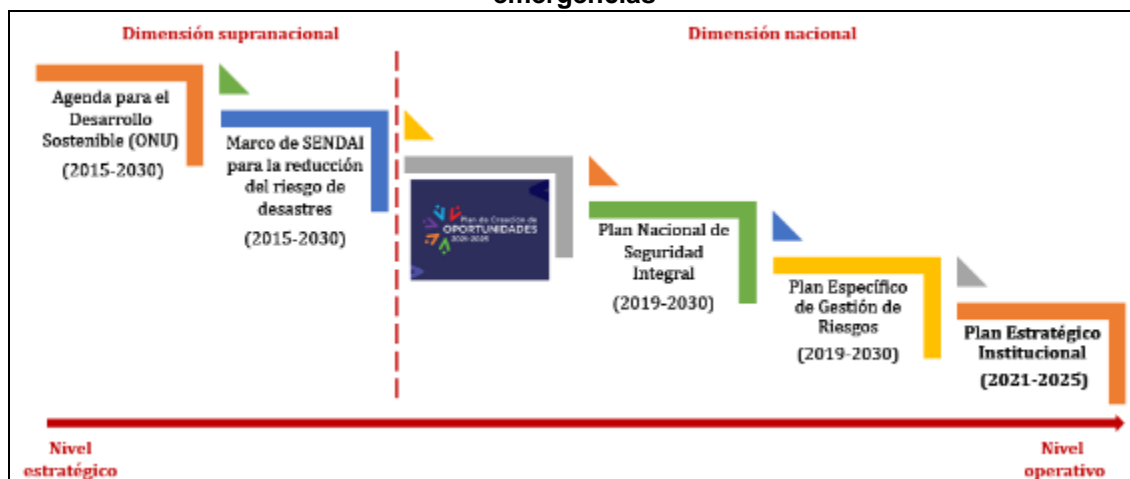 emergencias
Dimensión supranacional
Dimensión nacional
Agenda para el
Desarrollo
Sostenible (ONU)
(2015-2030)
Marco de SENDAI
para la reducción
del riesgo de
desastres
(2015-2030)
Plan de Creación de
OPORTUNIDADES
2021-2025
Plan Nacional de
Seguridad
Integral
(2019-2030)
Plan Específico
de Gestión de
Riesgos
(2019-2030)
Plan Estratégico
Institucional
(2021-2025)
Nivel
estratégico
Nivel
operativo